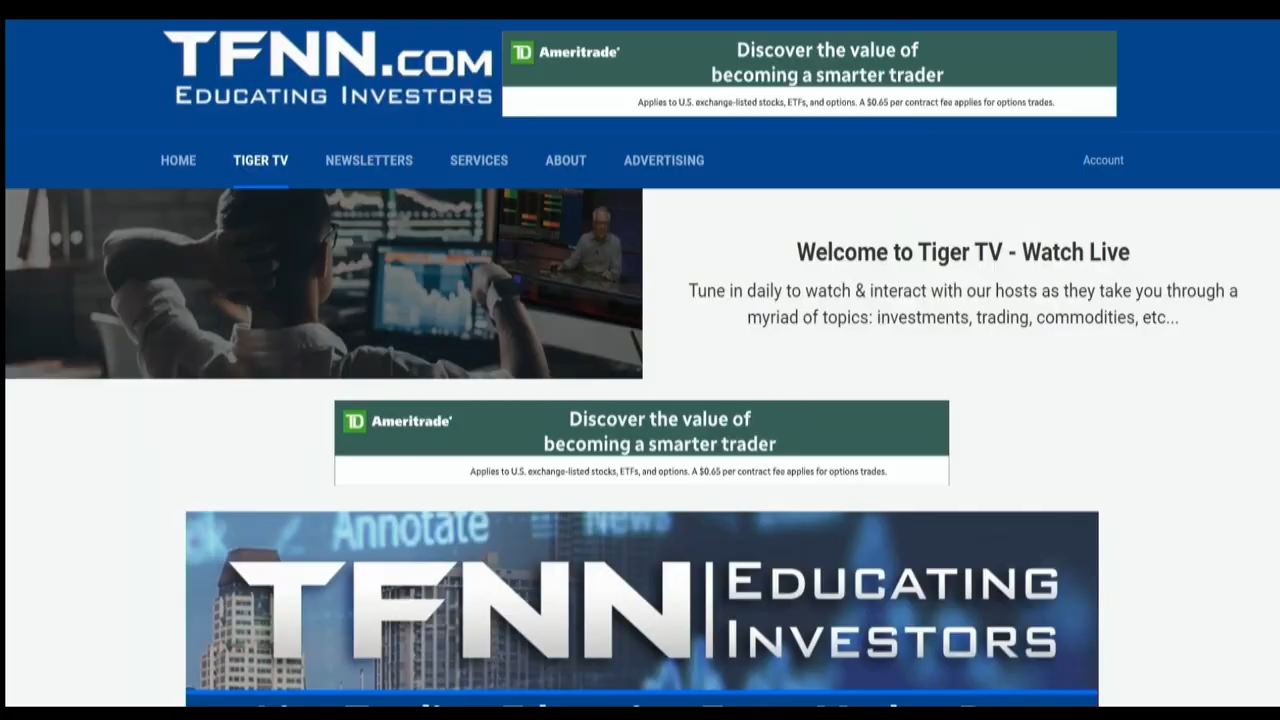 TFNN.COM
EDUCATING INVESTORS
TD Ameritrade
Discover the value of
becoming a smarter trader
Applies to U.S. exchange-listed stocks, ETFs, and options. A $0.65 per contract fee applies for options trades.
HOME TIGER TV NEWSLETTERS SERVICES ABOUT ADVERTISING Account
Welcome to Tiger TV - Watch Live
Tune in daily to watch & interact with our hosts as they take you through a
myriad of topics: investments, trading, commodities, etc...
TD Ameritrade
Discover the value of
becoming a smarter trader
Applies to U.S. exchange-listed stocks, ETFs, and options. A $0.65 per contract fee applies for options trades.
Annotate News
TFNN EDUCATING
INVESTORS